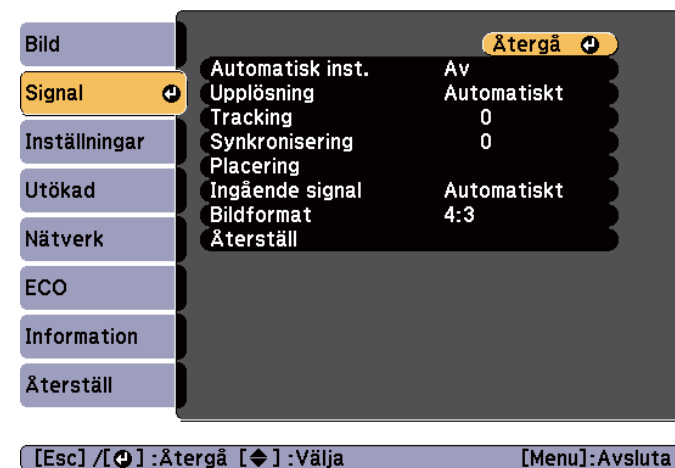 Bild
Signal
Inställningar
Utökad
Nätverk
ECO
Information
Återställ
Återgå
Automatisk inst. Av
Upplösning Automatiskt
Tracking 0
Synkronisering 0
Placering
Ingående signal Automatiskt
Bildformat 4:3
Återställ
[Esc] /[⏎] :Återgå [◆] :Välja [Menu]:Avsluta